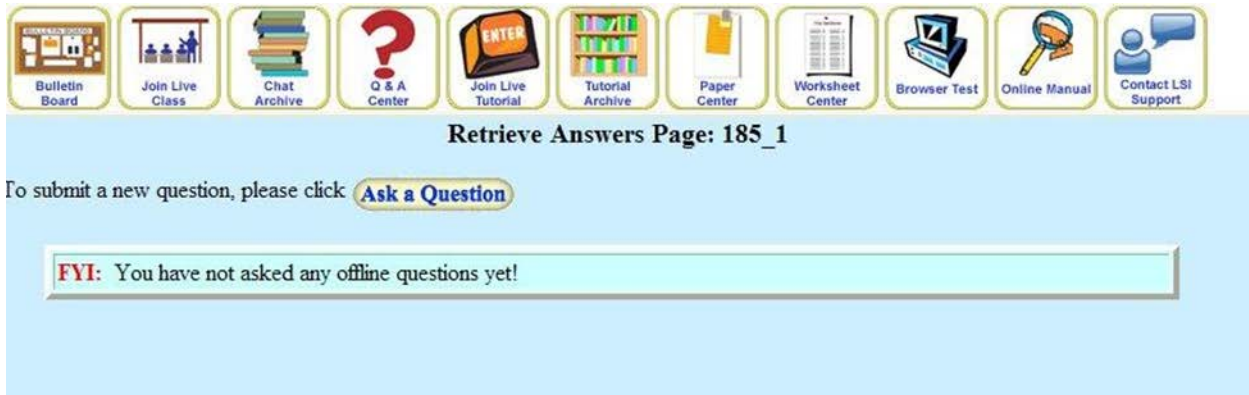 BULLETIN BOARD
ENTER
Bulletin Board
Join Live Class
Chat Archive
Q & A Center
Join Live Tutorial
Tutorial Archive
Paper Center
Worksheet Center
Browser Test
Online Manual
Contact LSI Support
Retrieve Answers Page: 185_1
To submit a new question, please click Ask a Question
FYI: You have not asked any offline questions yet!